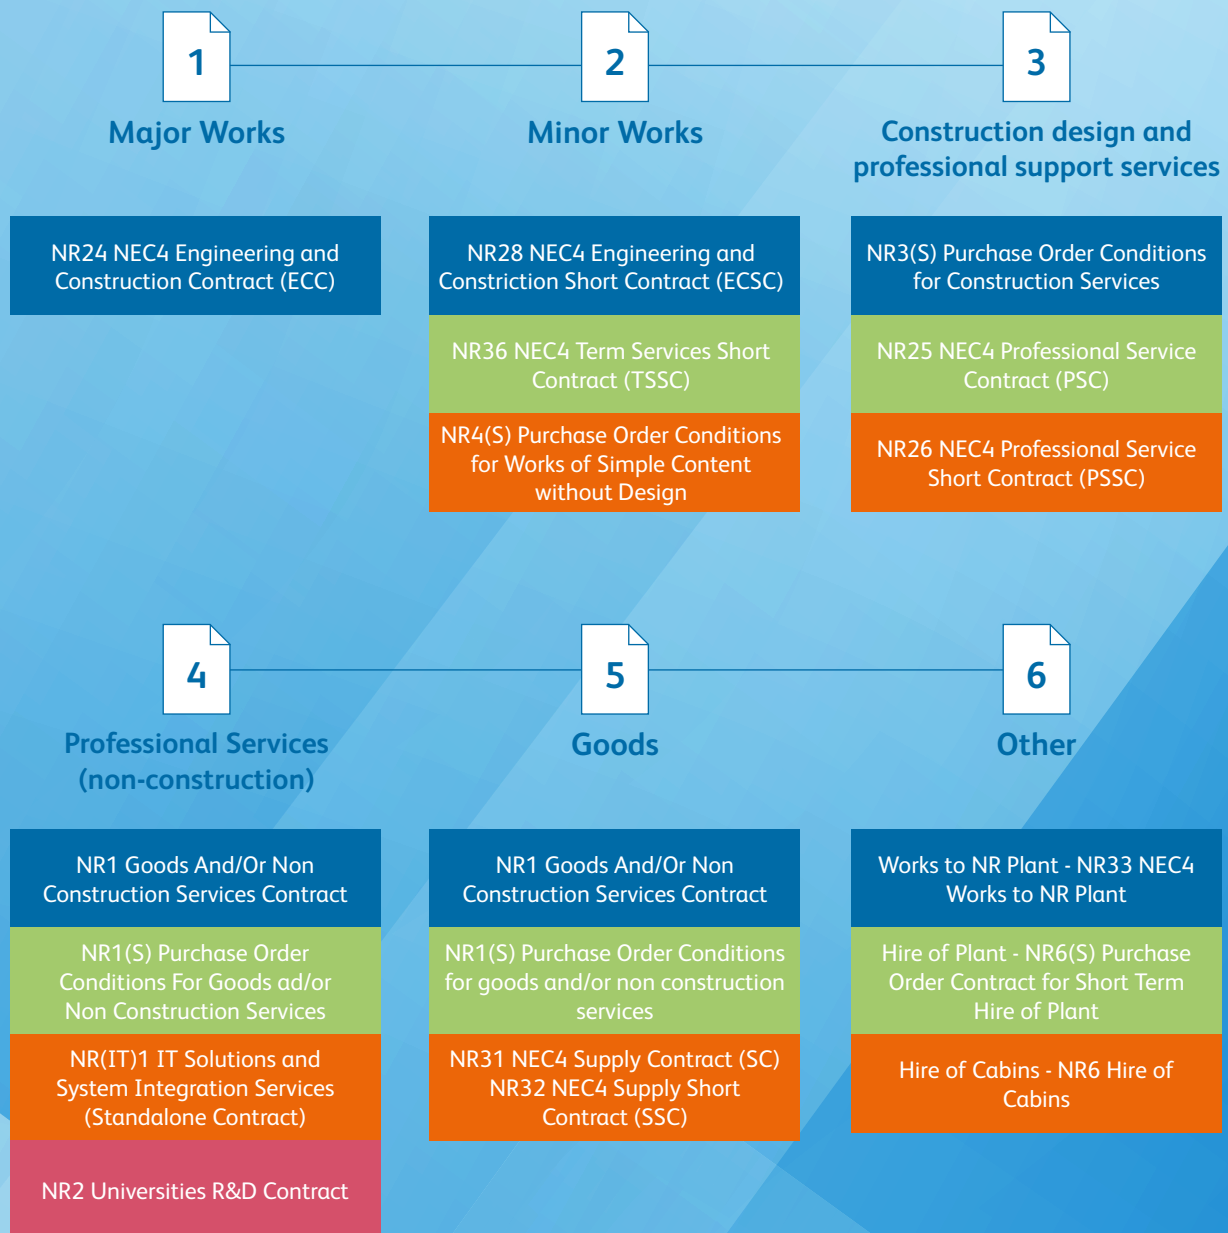 1
Major Works
NR24 NEC4 Engineering and
Construction Contract (ECC)
2
Minor Works
NR28 NEC4 Engineering and
Constriction Short Contract (ECSC)
NR36 NEC4 Term Services Short
Contract (TSSC)
NR4(S) Purchase Order Conditions
for Works of Simple Content
without Design
3
Construction design and
professional support services
NR3(S) Purchase Order Conditions
for Construction Services
NR25 NEC4 Professional Service
Contract (PSC)
NR26 NEC4 Professional Service
Short Contract (PSSC)
4
Professional Services
(non-construction)
NR1 Goods And/Or Non
Construction Services Contract
NR1(S) Purchase Order
Conditions For Goods ad/or
Non Construction Services
NR(IT)1 IT Solutions and
System Integration Services
(Standalone Contract)
NR2 Universities R&D Contract
5
Goods
NR1 Goods And/Or Non
Construction Services Contract
NR1(S) Purchase Order Conditions
for goods and/or non construction
services
NR31 NEC4 Supply Contract (SC)
NR32 NEC4 Supply Short
Contract (SSC)
6
Other
Works to NR Plant - NR33 NEC4
Works to NR Plant
Hire of Plant - NR6(S) Purchase
Order Contract for Short Term
Hire of Plant
Hire of Cabins - NR6 Hire of
Cabins